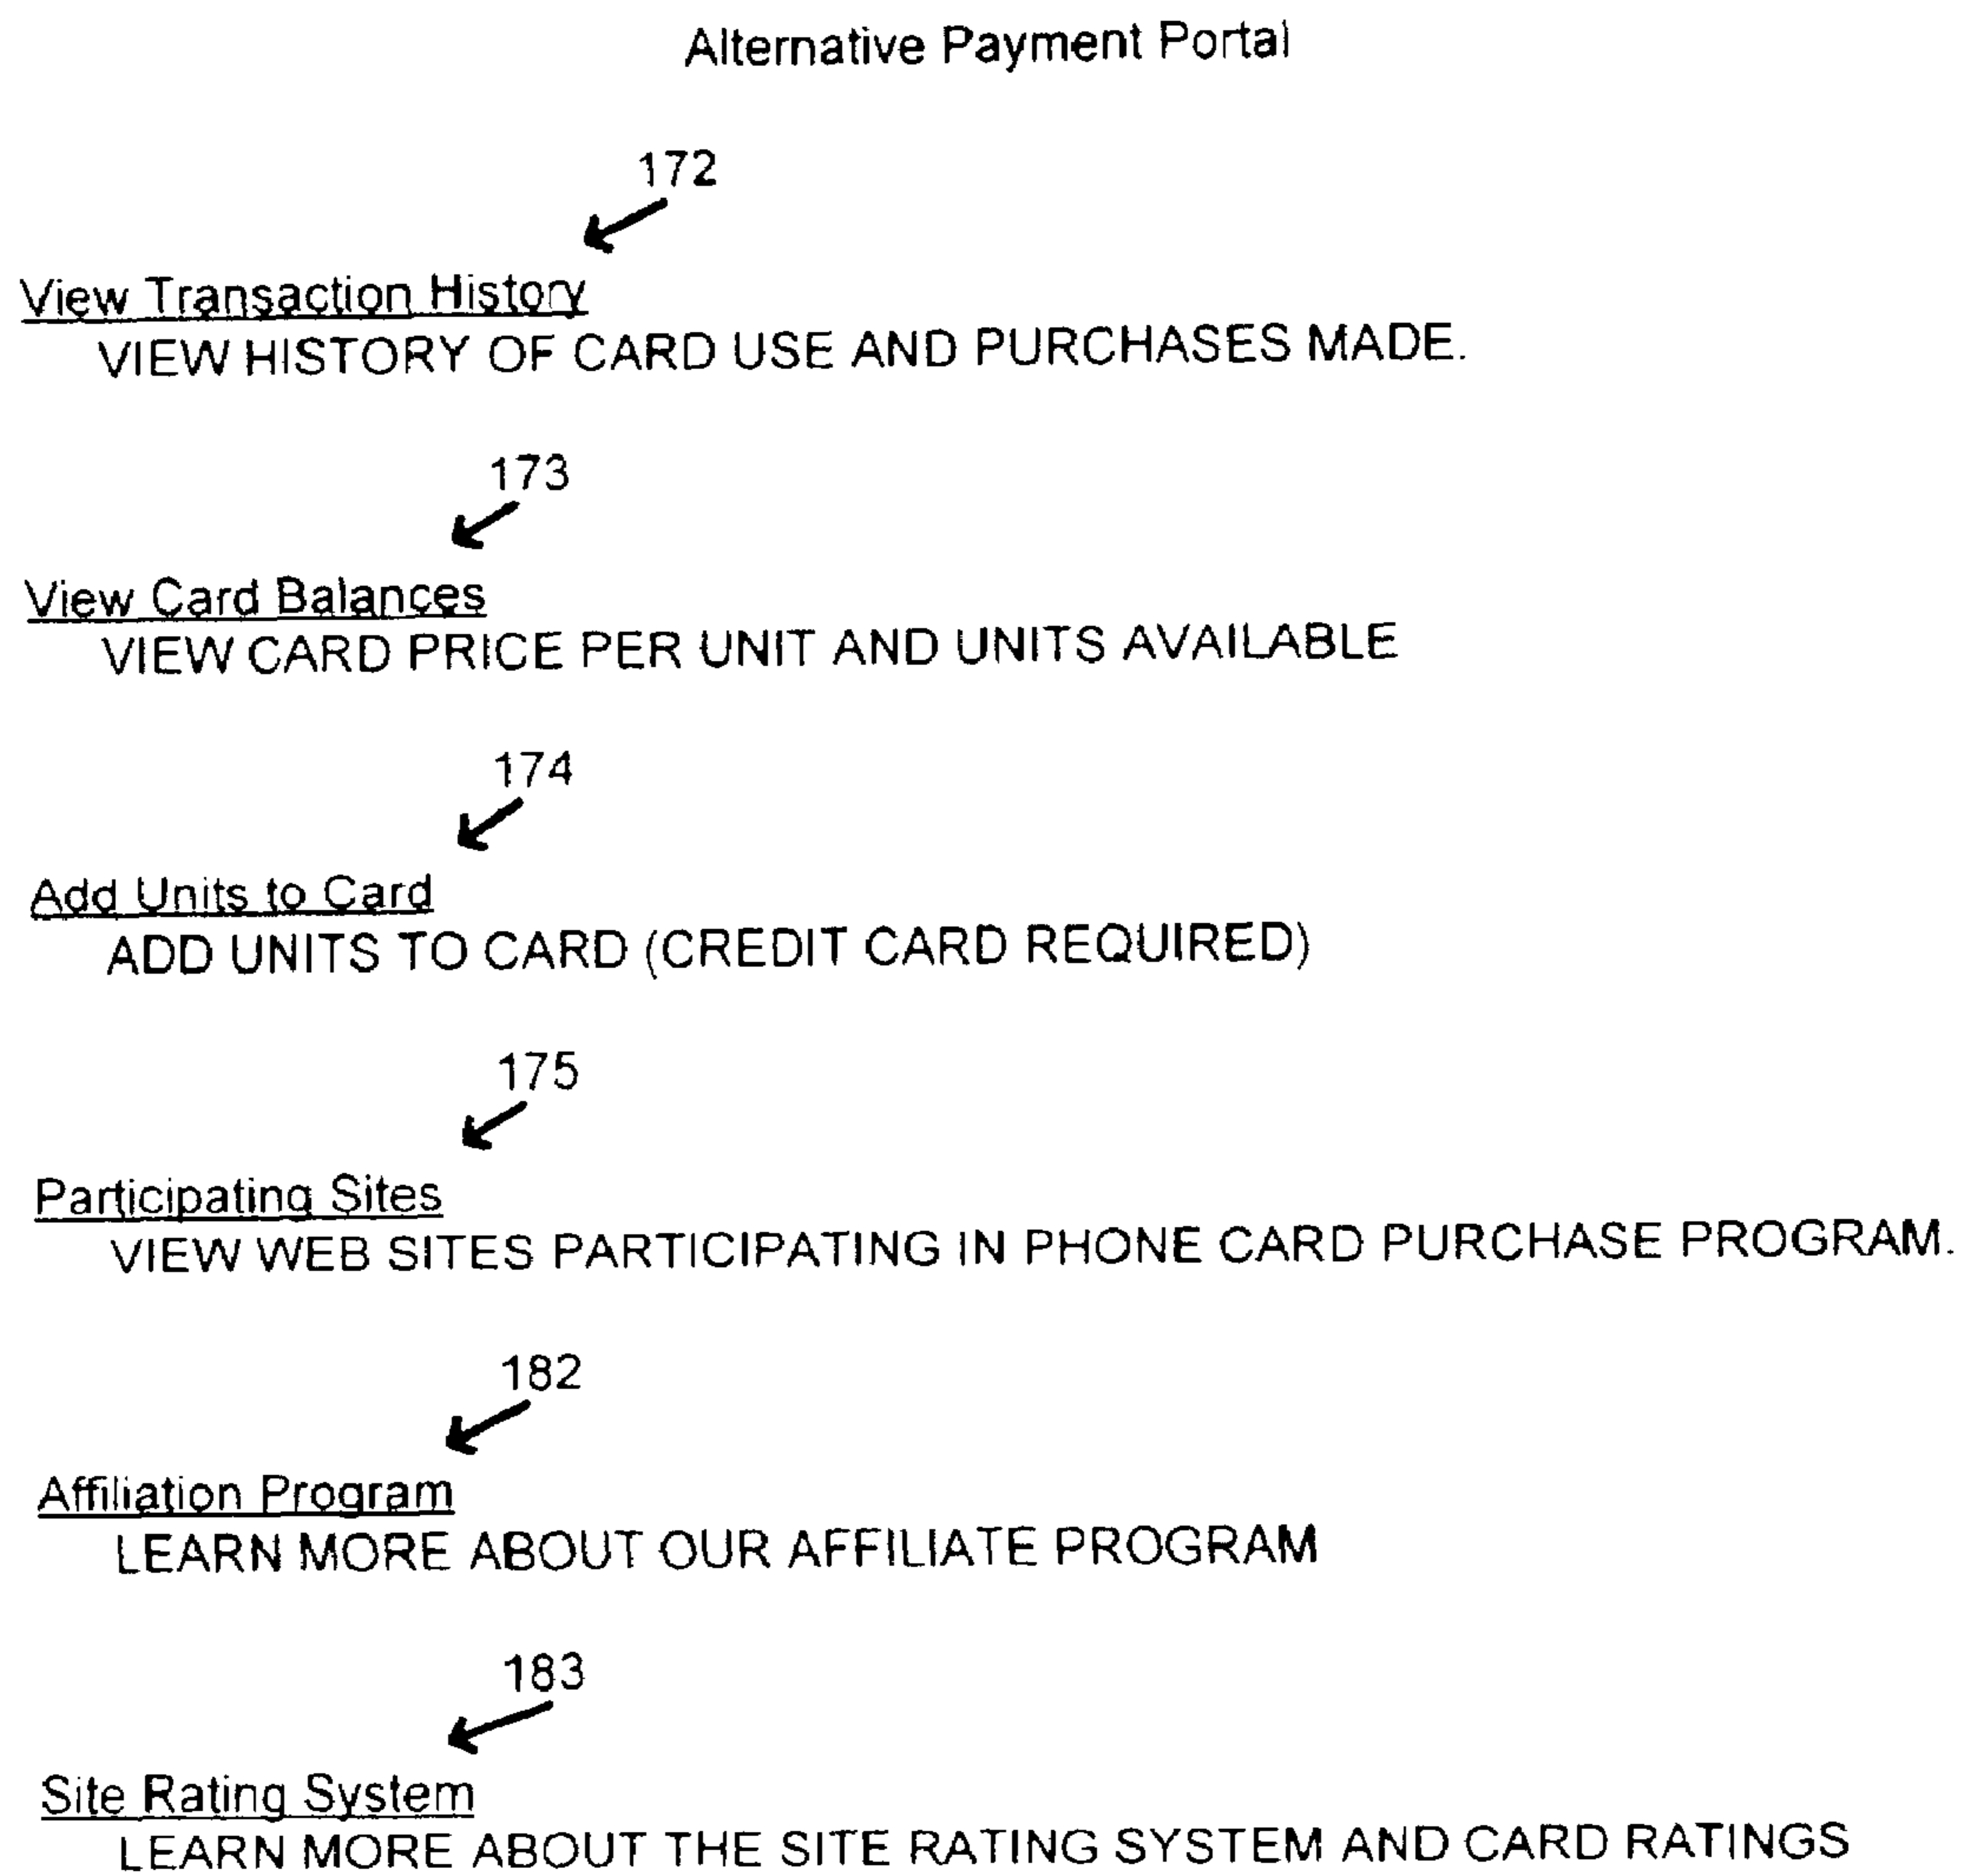 Alternative Payment Portal
172
View Transaction History
VIEW HISTORY OF CARD USE AND PURCHASES MADE.
173
View Card Balances
VIEW CARD PRICE PER UNIT AND UNITS AVAILABLE
174
Add Units to Card
ADD UNITS TO CARD (CREDIT CARD REQUIRED)
175
Participating Sites
VIEW WEB SITES PARTICIPATING IN PHONE CARD PURCHASE PROGRAM.
182
Affiliation Program
LEARN MORE ABOUT OUR AFFILIATE PROGRAM
183
Site Rating System
LEARN MORE ABOUT THE SITE RATING SYSTEM AND CARD RATINGS